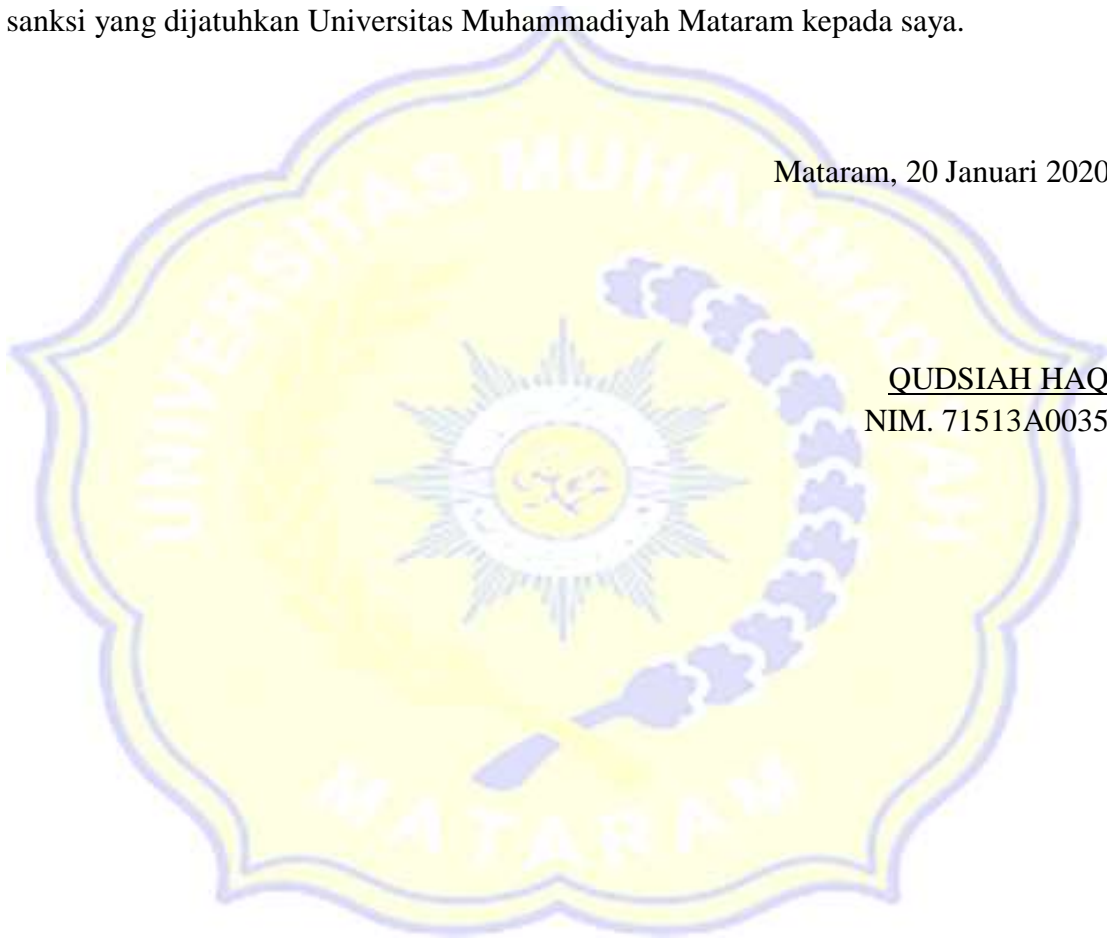 sanksi yang dijatuhkan Universitas Muhammadiyah Mataram kepada saya.
Mataram, 20 Januari 2020
QUDSIAH HAQ
NIM. 71513A0035
UNIVERSITAS MUHAMMADIYAH
MATARAM